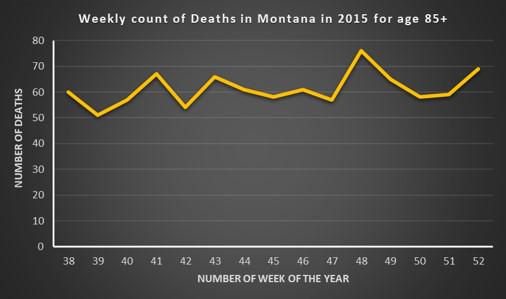 Weekly count of Deaths in Montana in 2015 for age 85+
NUMBER OF DEATHS
80
70
60
50
40
30
20
10
0
38 39 40 41 42 43 44 45 46 47 48 49 50 51 52
NUMBER OF WEEK OF THE YEAR